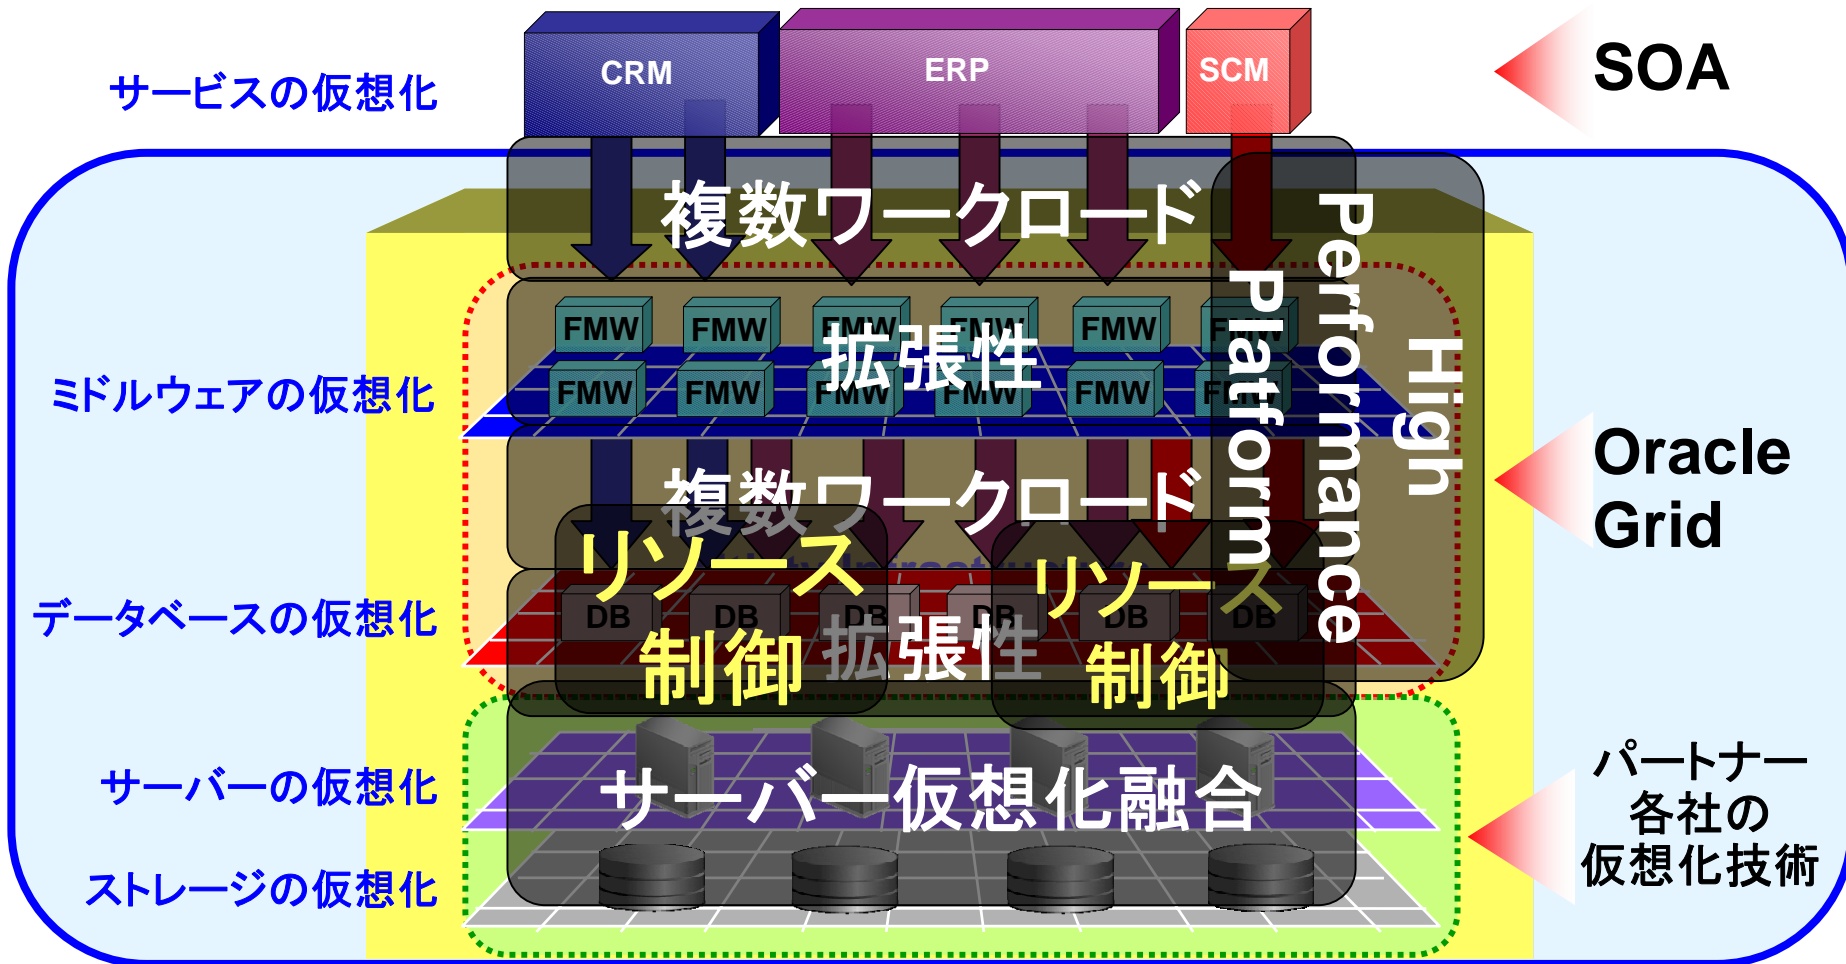 CRM
ERP
SCM
SOA
サービスの仮想化
複数ワークロード
High
Performance
Platform
FMW FMW FMW FMW FMW FMW
拡張性
FMW FMW FMW FMW FMW FMW
ミドルウェアの仮想化
Oracle
Grid
複数ワークロード
リソース
制御
リソース
制御
データベースの仮想化
DB DB DB DB DB DB
拡張性
サーバーの仮想化
サーバー仮想化融合
パートナー
各社の
仮想化技術
ストレージの仮想化